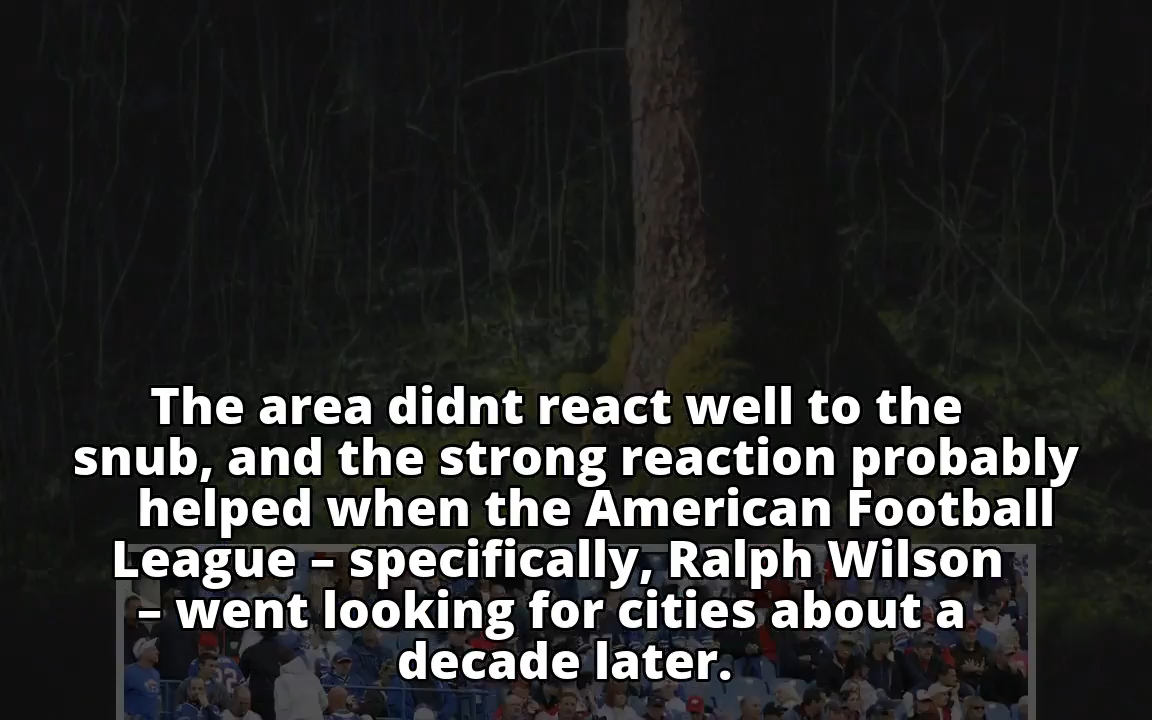 The area didnt react well to the
snub, and the strong reaction probably
helped when the American Football
League – specifically, Ralph Wilson
– went looking for cities about a
decade later.